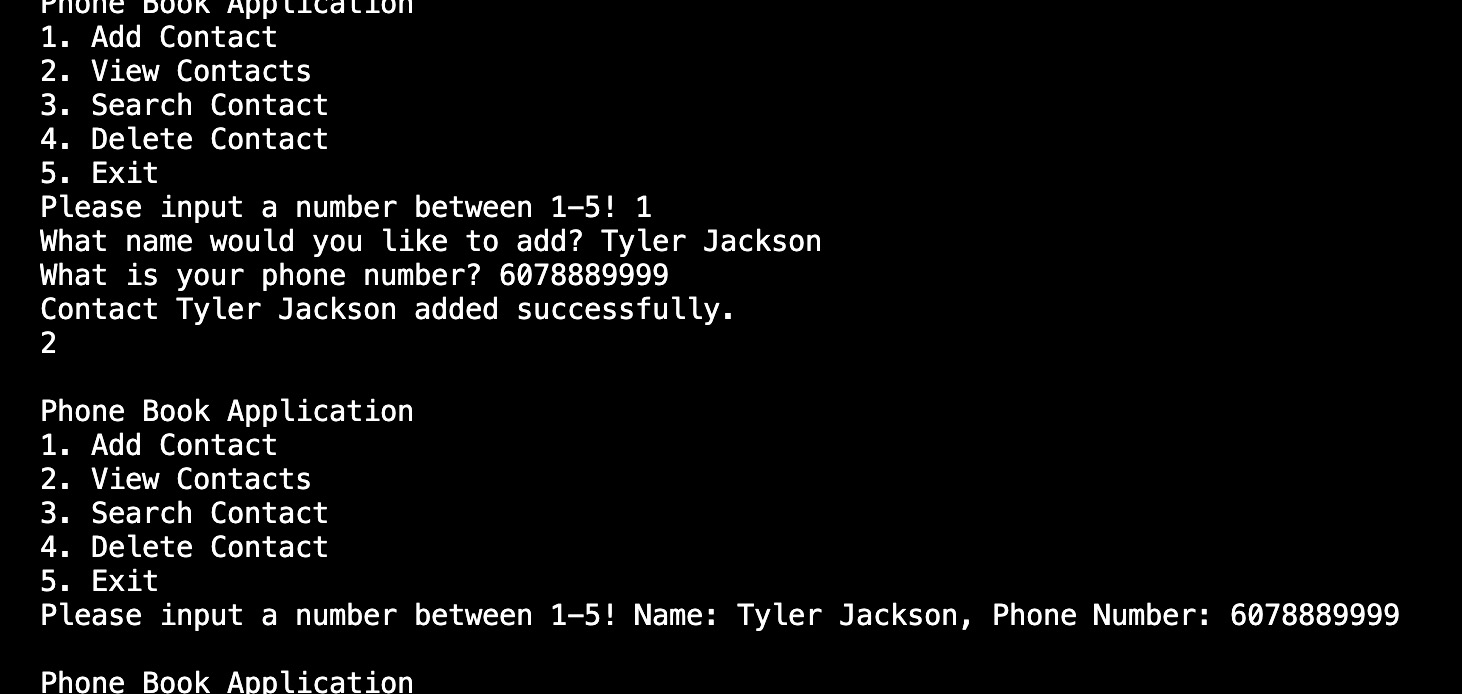 Phone Book Application
1. Add Contact
2. View Contacts
3. Search Contact
4. Delete Contact
5. Exit
Please input a number between 1-5! 1
What name would you like to add? Tyler Jackson
What is your phone number? 6078889999
Contact Tyler Jackson added successfully.
2
Phone Book Application
1. Add Contact
2. View Contacts
3. Search Contact
4. Delete Contact
5. Exit
Please input a number between 1-5! Name: Tyler Jackson, Phone Number: 6078889999
Phone Book Application